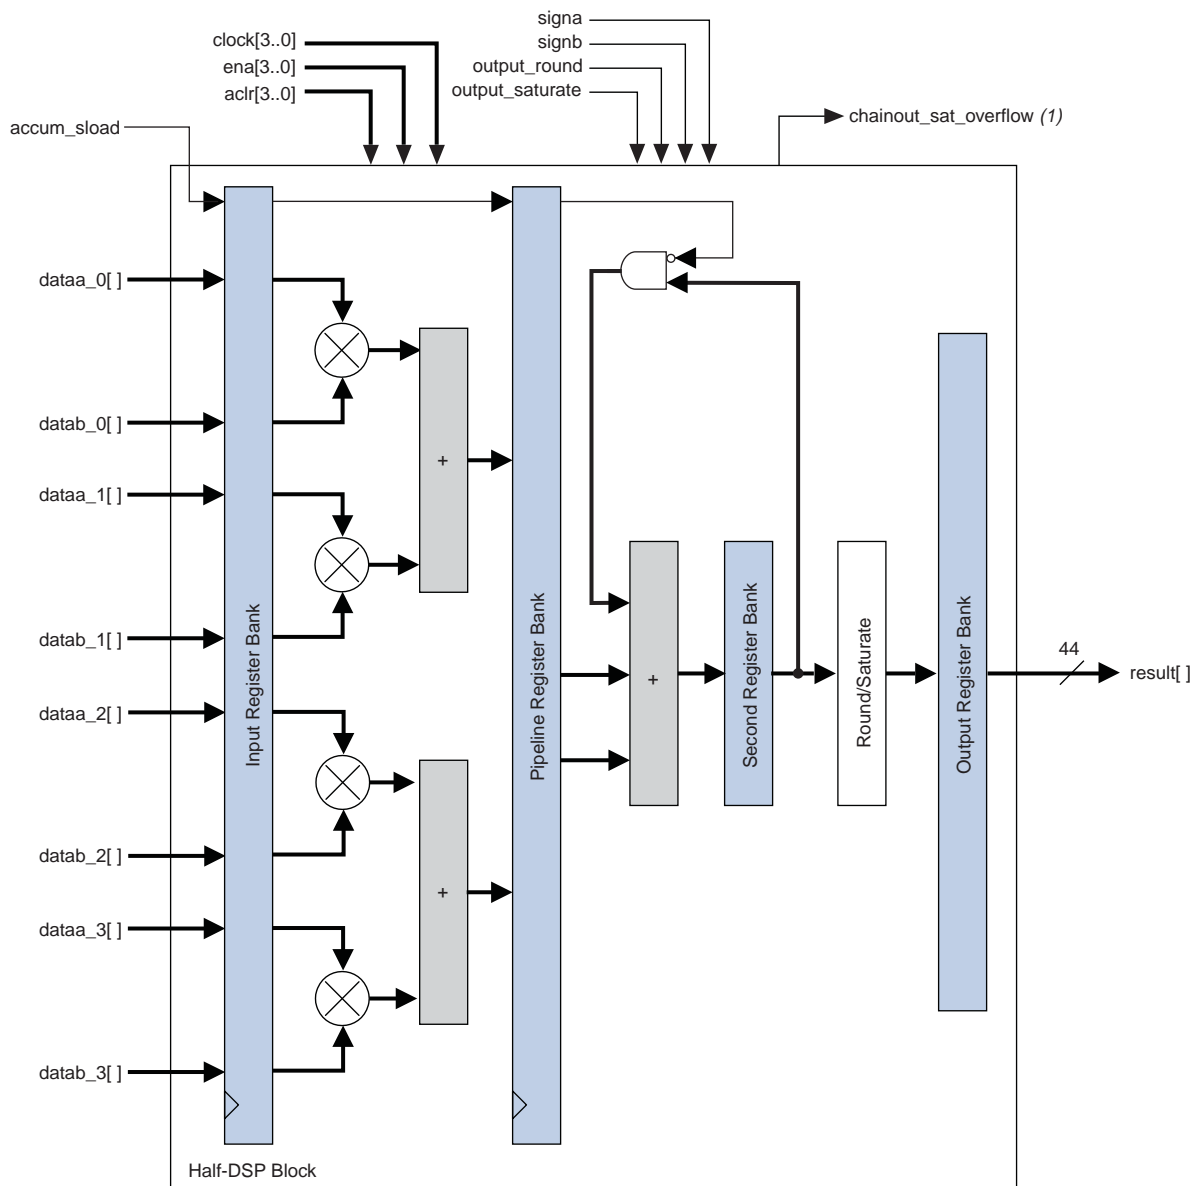 signa
signb
output_round
output_saturate
clock[3..0]
ena[3..0]
aclr[3..0]
chainout_sat_overflow (1)
accum_sload
dataa_0[ ]
datab_0[ ]
dataa_1[ ]
datab_1[ ]
dataa_2[ ]
datab_2[ ]
dataa_3[ ]
datab_3[ ]
Input Register Bank
+
+
Pipeline Register Bank
+
Second Register Bank
Round/Saturate
Output Register Bank
44
result[ ]
Half-DSP Block